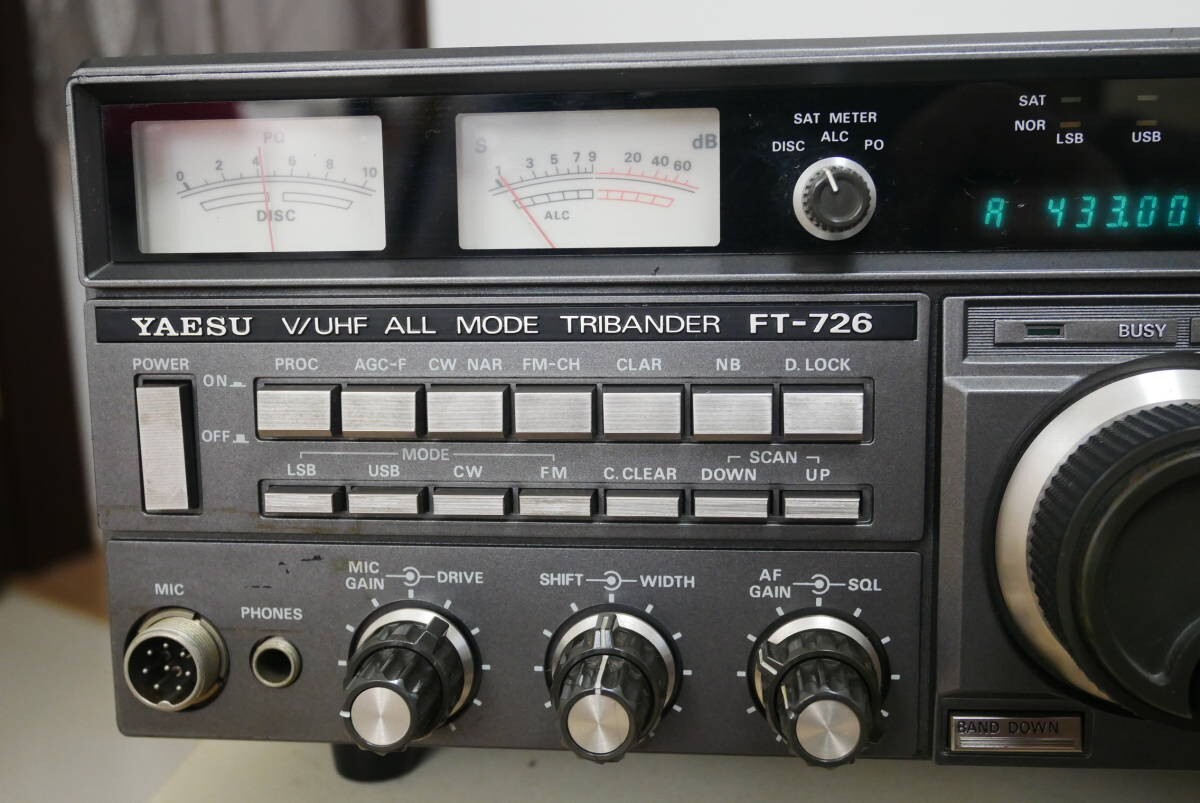 PO
0 2 4 6 8 10
DISC
S dB
1 3 5 7 9 20 40 60
ALC
SAT METER
DISC ALC PO
SAT
NOR
LSB USB
A 433.00
YAESU V/UHF ALL MODE TRIBANDER FT-726
BUSY
POWER
ON
OFF
PROC AGC-F CW NAR FM-CH CLAR NB D. LOCK
MODE SCAN
LSB USB CW FM C. CLEAR DOWN UP
MIC
PHONES
MIC GAIN DRIVE
SHIFT WIDTH
AF GAIN SQL
BAND DOWN